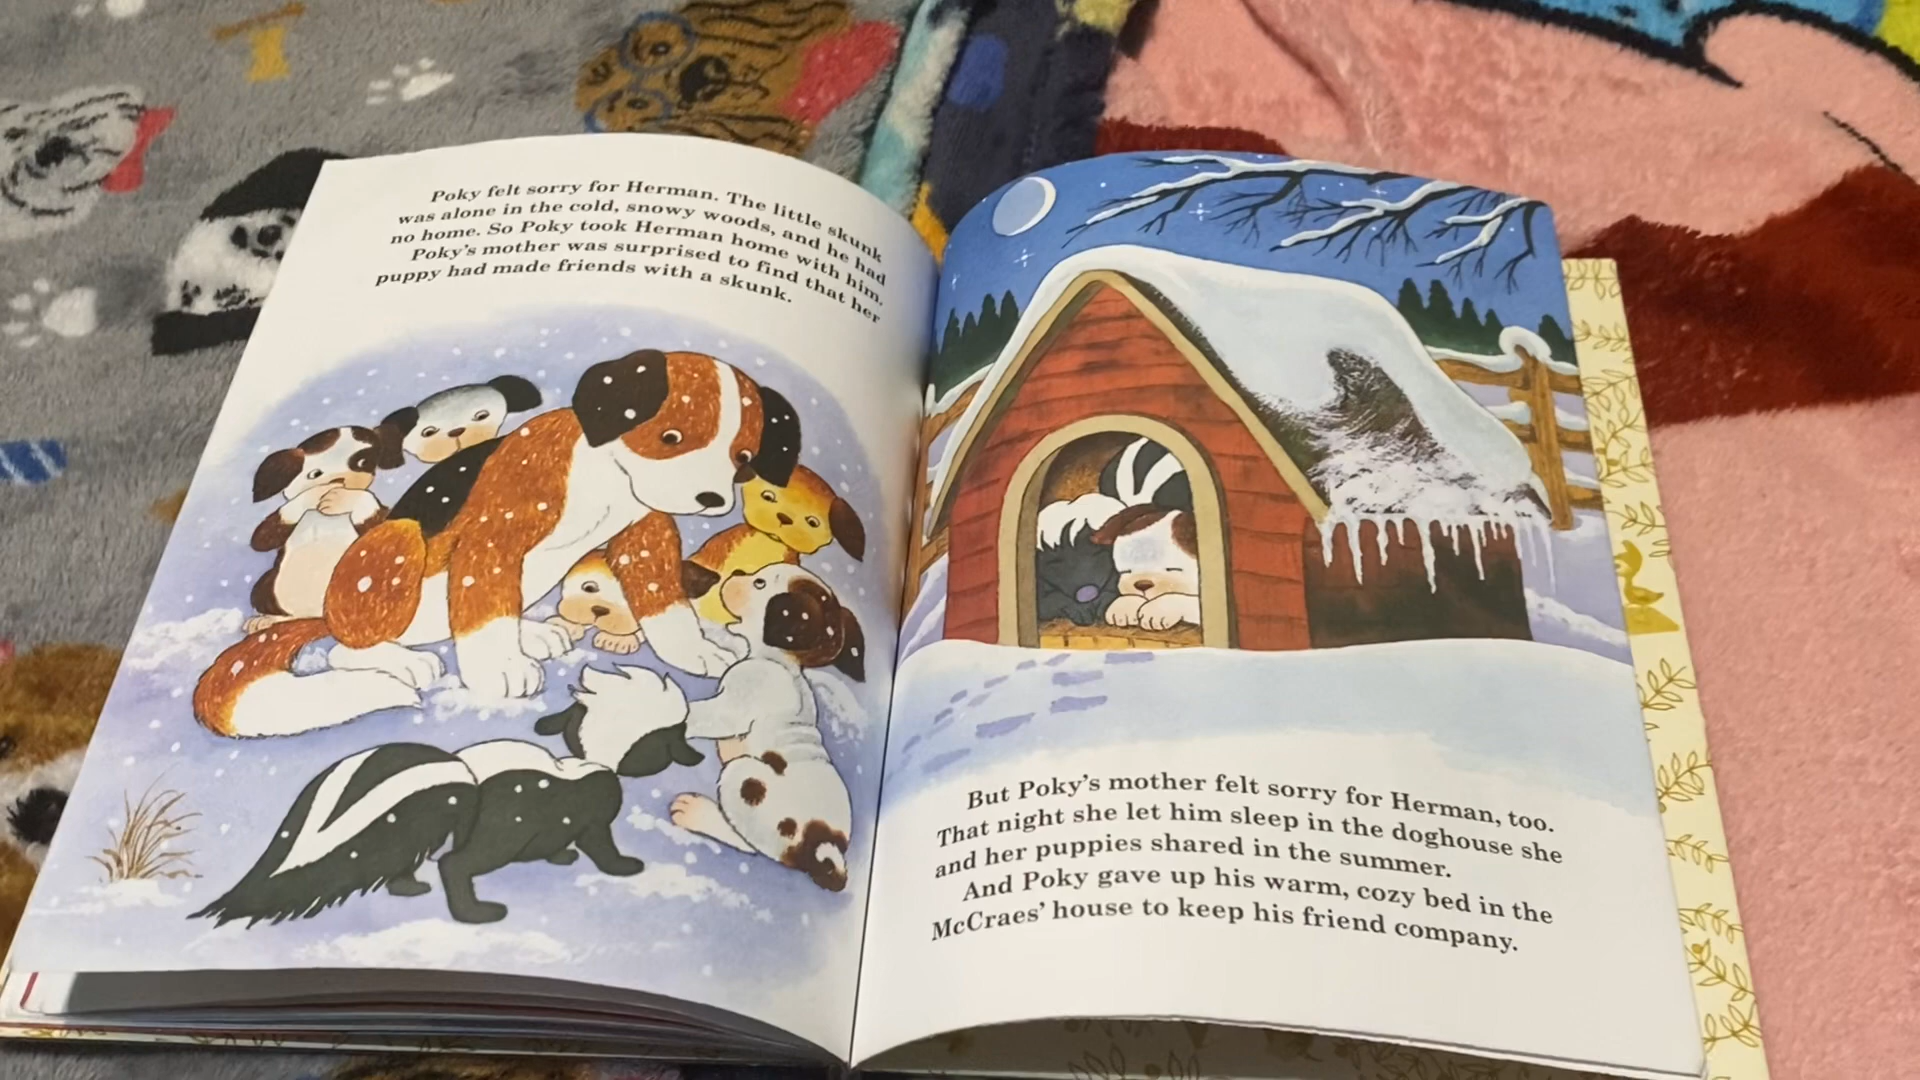 Poky felt sorry for Herman. The little skunk
was alone in the cold, snowy woods, and he had
no home. So Poky took Herman home with him.
Poky's mother was surprised to find that her
puppy had made friends with a skunk.
But Poky's mother felt sorry for Herman, too.
That night she let him sleep in the doghouse she
and her puppies shared in the summer.
And Poky gave up his warm, cozy bed in the
McCraes' house to keep his friend company.